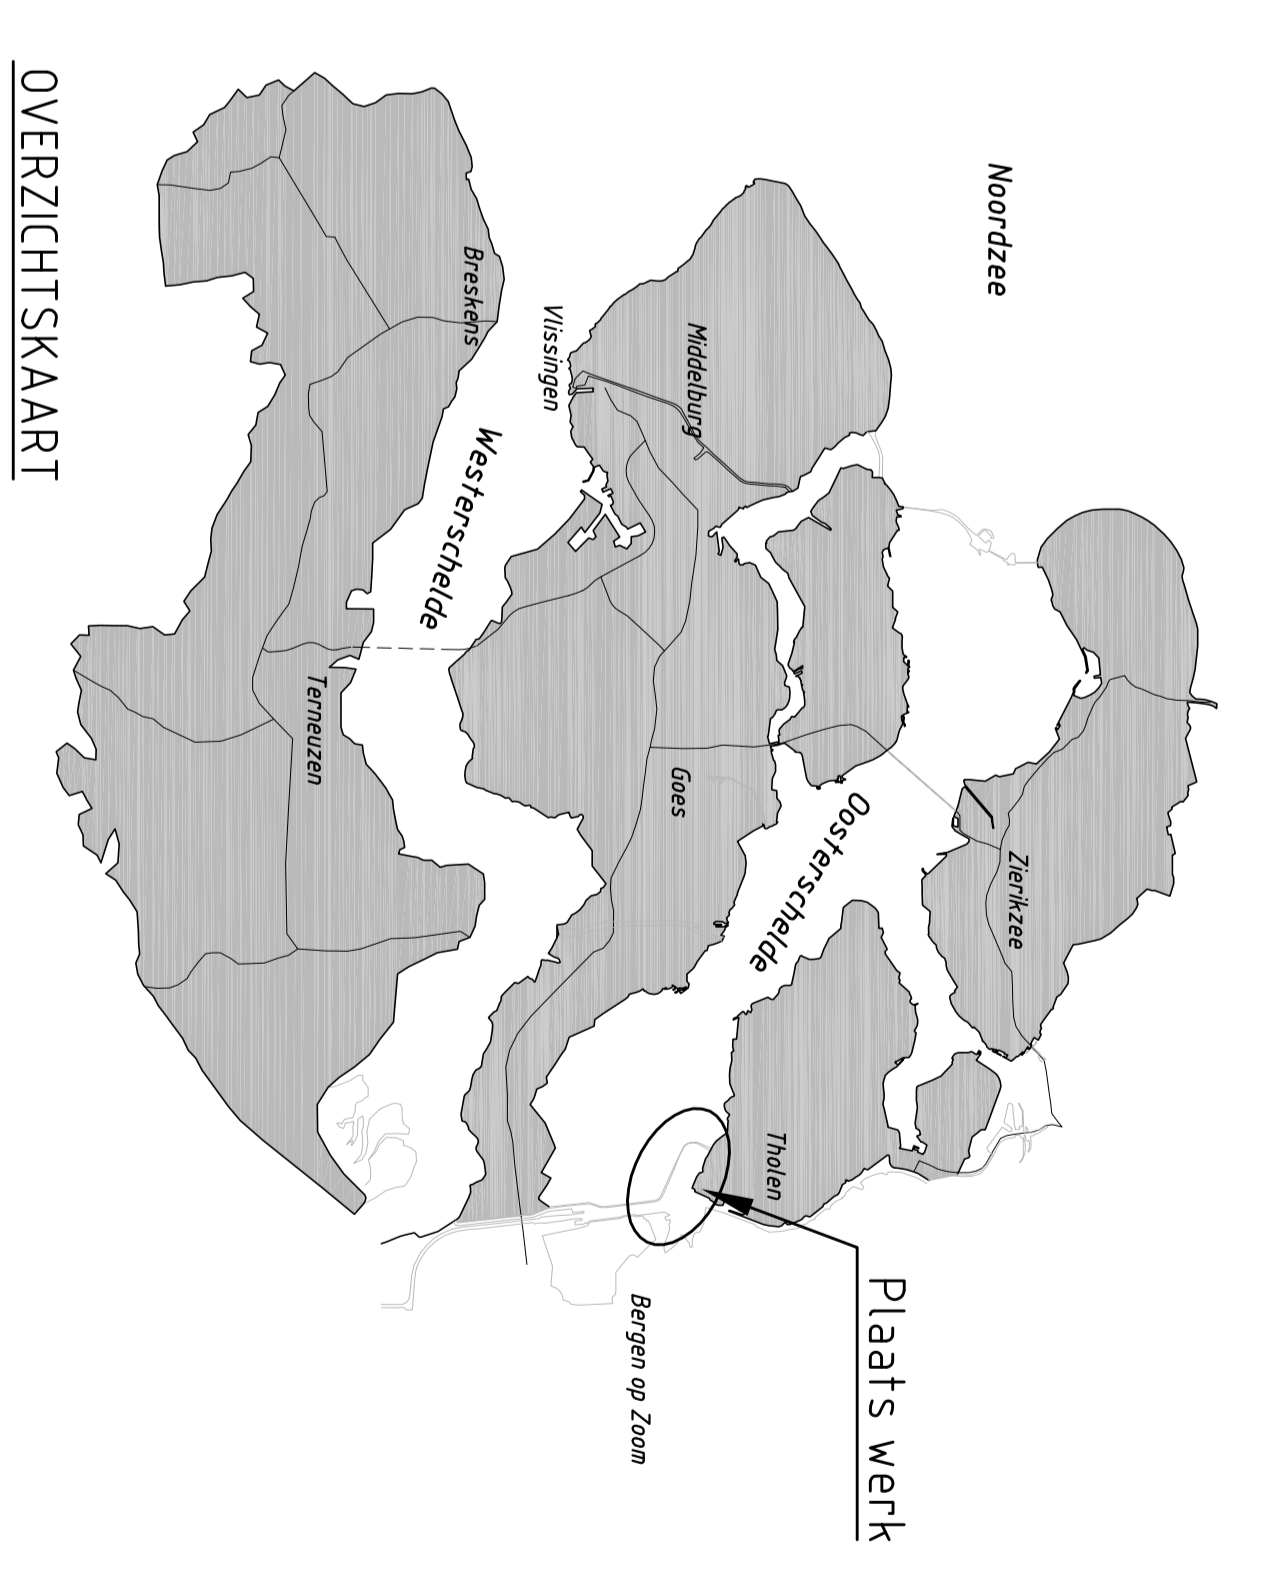 Noordzee
Zierikzee
Plaats werk
Oosterschelde
Tholen
Middelburg
Goes
Bergen op Zoom
Vlissingen
Westerschelde
Breskens
Terneuzen
OVERZICHTSKAART